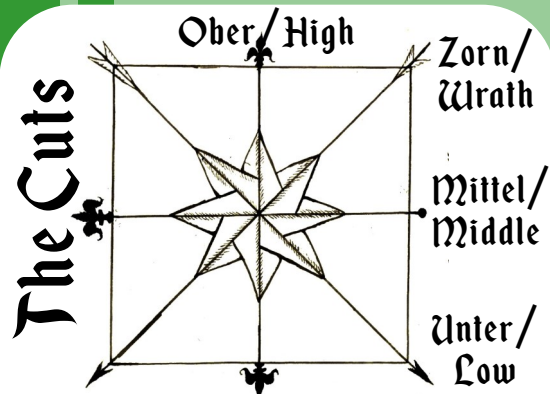 The Cuts
Ober/High
Zorn/
Wrath
Mittel/
Middle
Unter/
Low